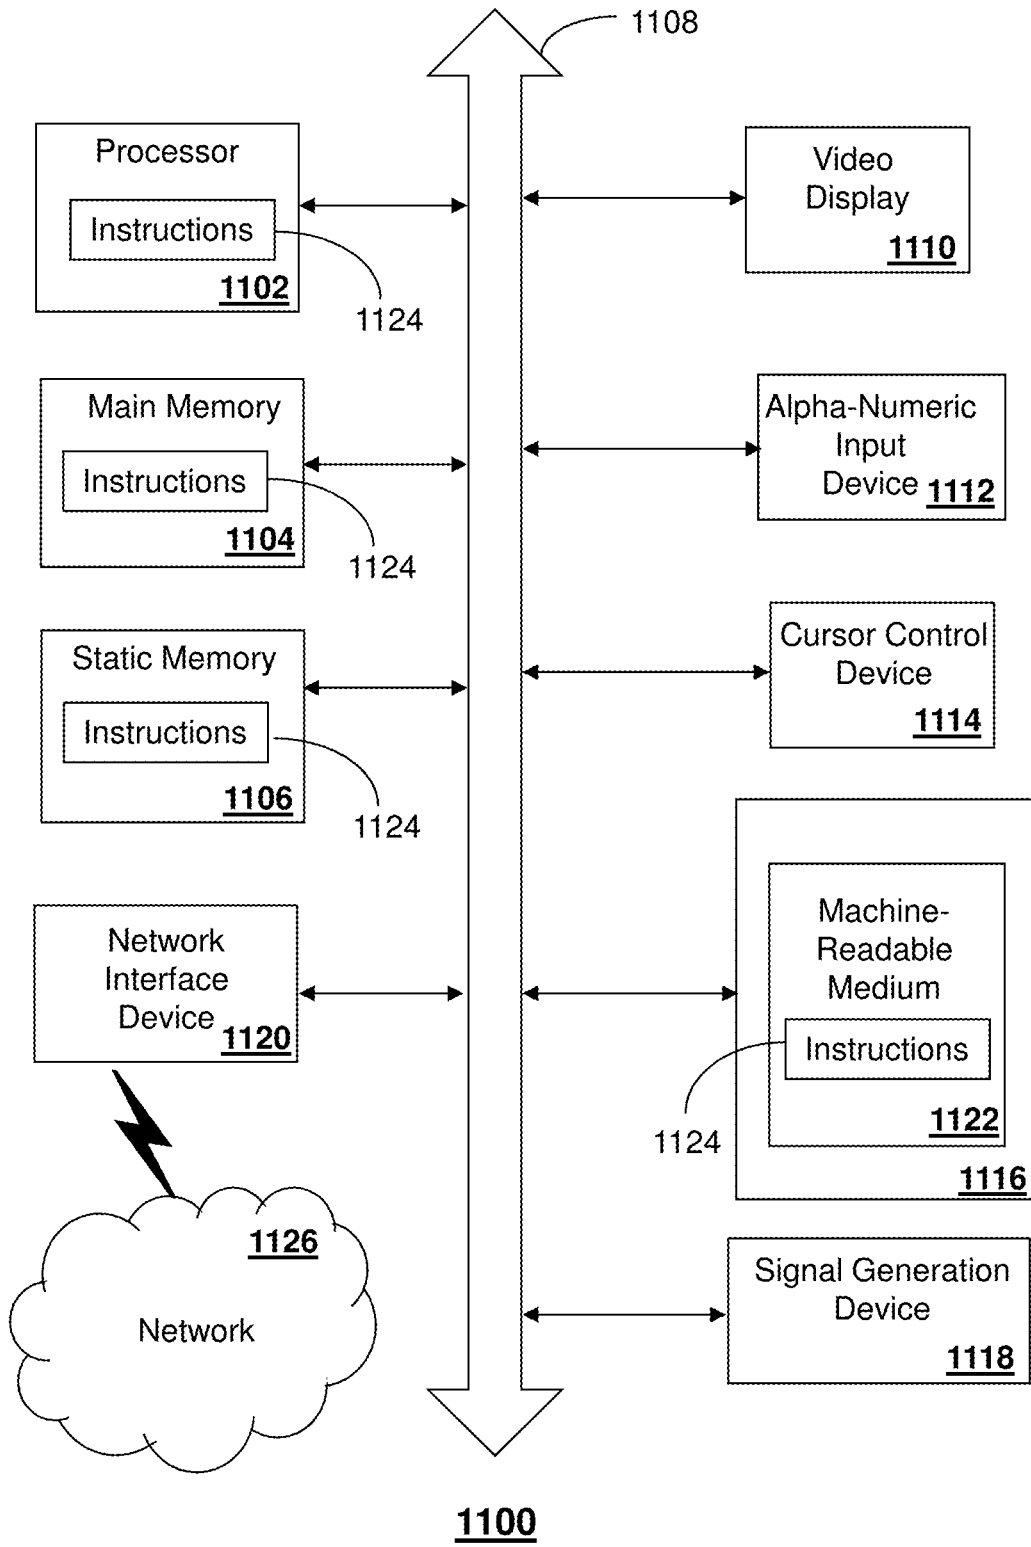 1108
Processor
Instructions
1102
1124
Main Memory
Instructions
1104
1124
Static Memory
Instructions
1106
1124
Network
Interface
Device
1120
1126
Network
Video
Display
1110
Alpha-Numeric
Input
Device
1112
Cursor Control
Device
1114
Machine-
Readable
Medium
Instructions
1124
1122
1116
Signal Generation
Device
1118
1100